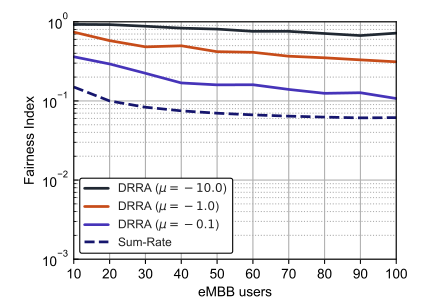 10⁰
10⁻¹
10⁻²
10⁻³
Fairness Index
DRRA (μ = −10.0)
DRRA (μ = −1.0)
DRRA (μ = −0.1)
Sum-Rate
10 20 30 40 50 60 70 80 90 100
eMBB users